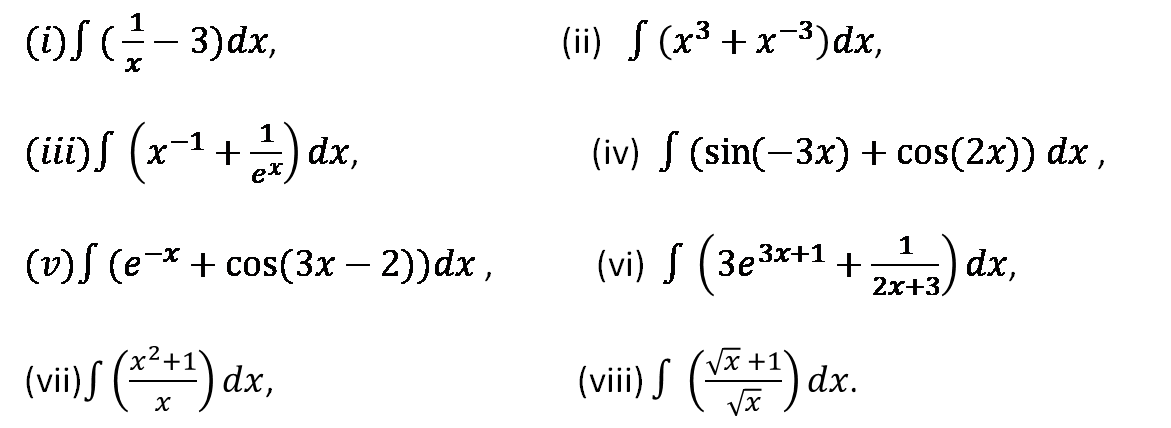 (i)∫ (1/x − 3)dx, (ii) ∫ (x³ + x⁻³)dx,
(iii)∫ (x⁻¹ + 1/eˣ) dx, (iv) ∫ (sin(−3x) + cos(2x)) dx ,
(v)∫ (e⁻ˣ + cos(3x − 2))dx , (vi) ∫ (3e³ˣ⁺¹ + 1/(2x+3)) dx,
(vii)∫ ((x²+1)/x) dx, (viii) ∫ ((√x +1)/√x) dx.